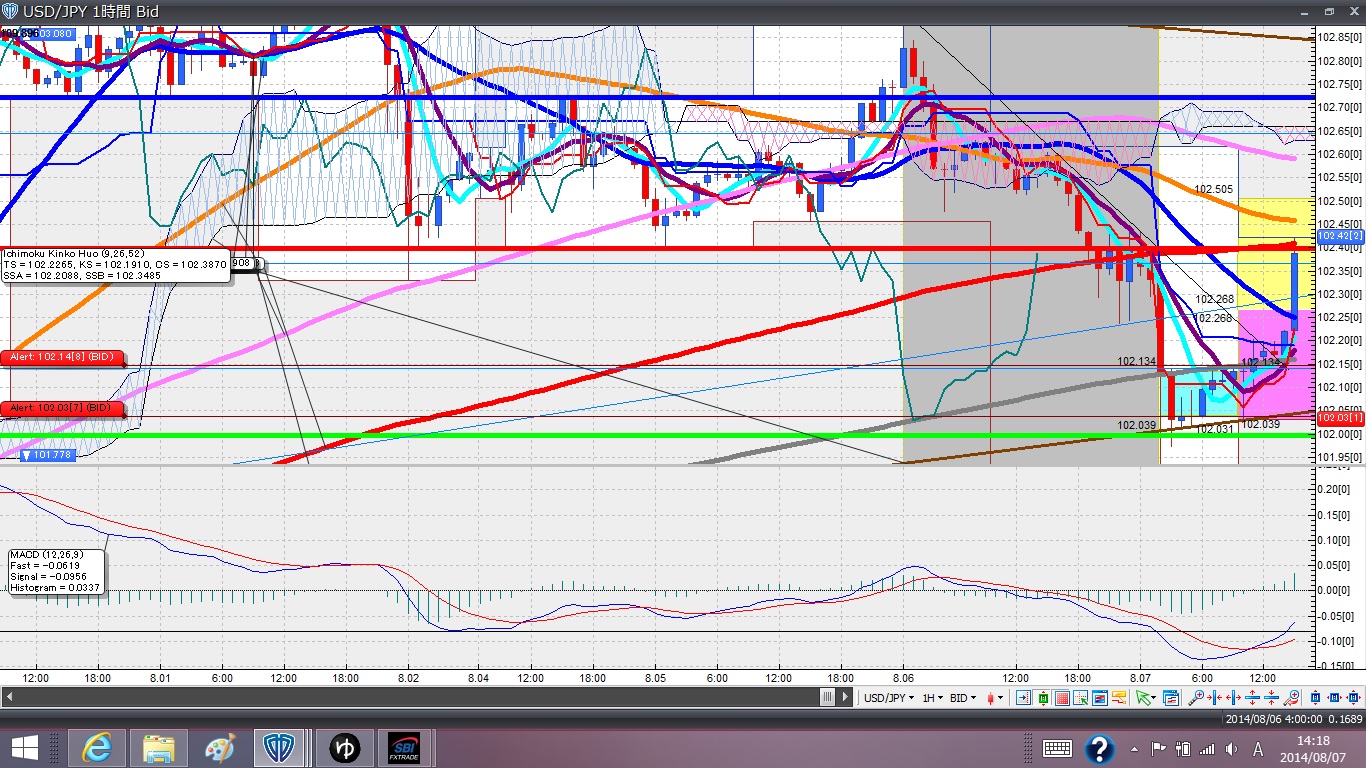 USD/JPY 1時間 Bid
103.080
102.85[0]
102.80[0]
102.75[0]
102.70[0]
102.65[0]
102.60[0]
102.55[0]
102.50[0]
102.42[2]
102.40[0]
102.35[0]
102.30[0]
102.25[0]
102.20[0]
102.15[0]
102.10[0]
102.05[0]
102.03[1]
102.00[0]
101.95[0]
102.505
102.268
102.268
102.134
102.134
102.039
102.031
102.039
Ichimoku Kinko Huo (9,26,52)
TS = 102.2265, KS = 102.1910, CS = 102.3870
SSA = 102.2088, SSB = 102.3485
908
Alert: 102.14[8] (BID)
Alert: 102.03[7] (BID)
▼ 101.778
MACD (12,26,9)
Fast = -0.0619
Signal = -0.0956
Histogram = 0.0337
0.20[0]
0.15[0]
0.10[0]
0.05[0]
0.00[0]
-0.05[0]
-0.10[0]
-0.15[0]
12:00 18:00 8.01 6:00 12:00 18:00 8.02 8.04 12:00 18:00 8.05 6:00 12:00 18:00 8.06 12:00 18:00 8.07 6:00 12:00
USD/JPY 1H BID
2014/08/06 4:00:00 0.1689
ゆ
SBI
FXTRADE
A
14:18
2014/08/07